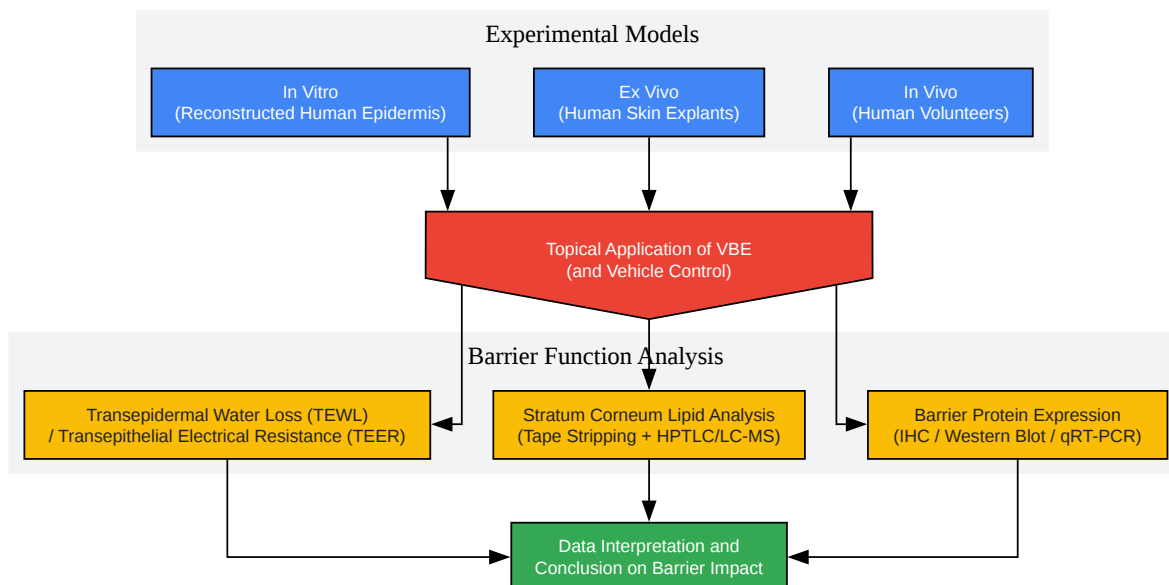 Experimental Models
In Vitro
(Reconstructed Human Epidermis)
Ex Vivo
(Human Skin Explants)
In Vivo
(Human Volunteers)
Topical Application of VBE
(and Vehicle Control)
Barrier Function Analysis
Transepidermal Water Loss (TEWL)
/ Transepithelial Electrical Resistance (TEER)
Stratum Corneum Lipid Analysis
(Tape Stripping + HPTLC/LC-MS)
Barrier Protein Expression
(IHC / Western Blot / qRT-PCR)
Data Interpretation and
Conclusion on Barrier Impact